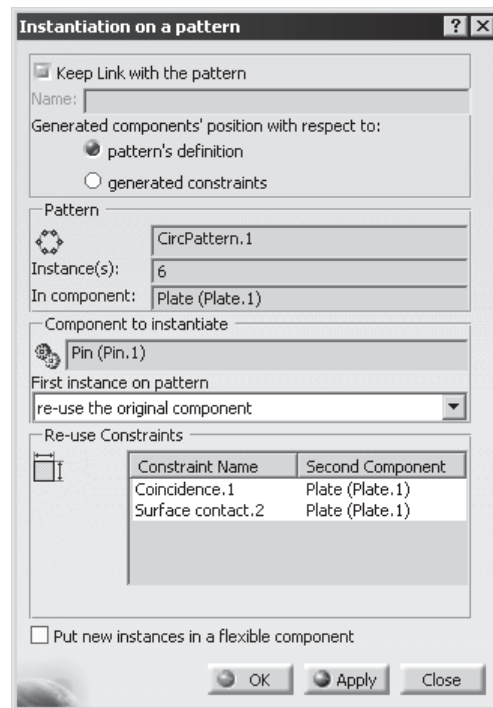 Instantiation on a pattern ? X
Keep Link with the pattern
Name:
Generated components' position with respect to:
pattern's definition
generated constraints
Pattern
CircPattern.1
Instance(s): 6
In component: Plate (Plate.1)
Component to instantiate
Pin (Pin.1)
First instance on pattern
re-use the original component
Re-use Constraints
Constraint Name Second Component
Coincidence.1 Plate (Plate.1)
Surface contact.2 Plate (Plate.1)
Put new instances in a flexible component
OK Apply Close